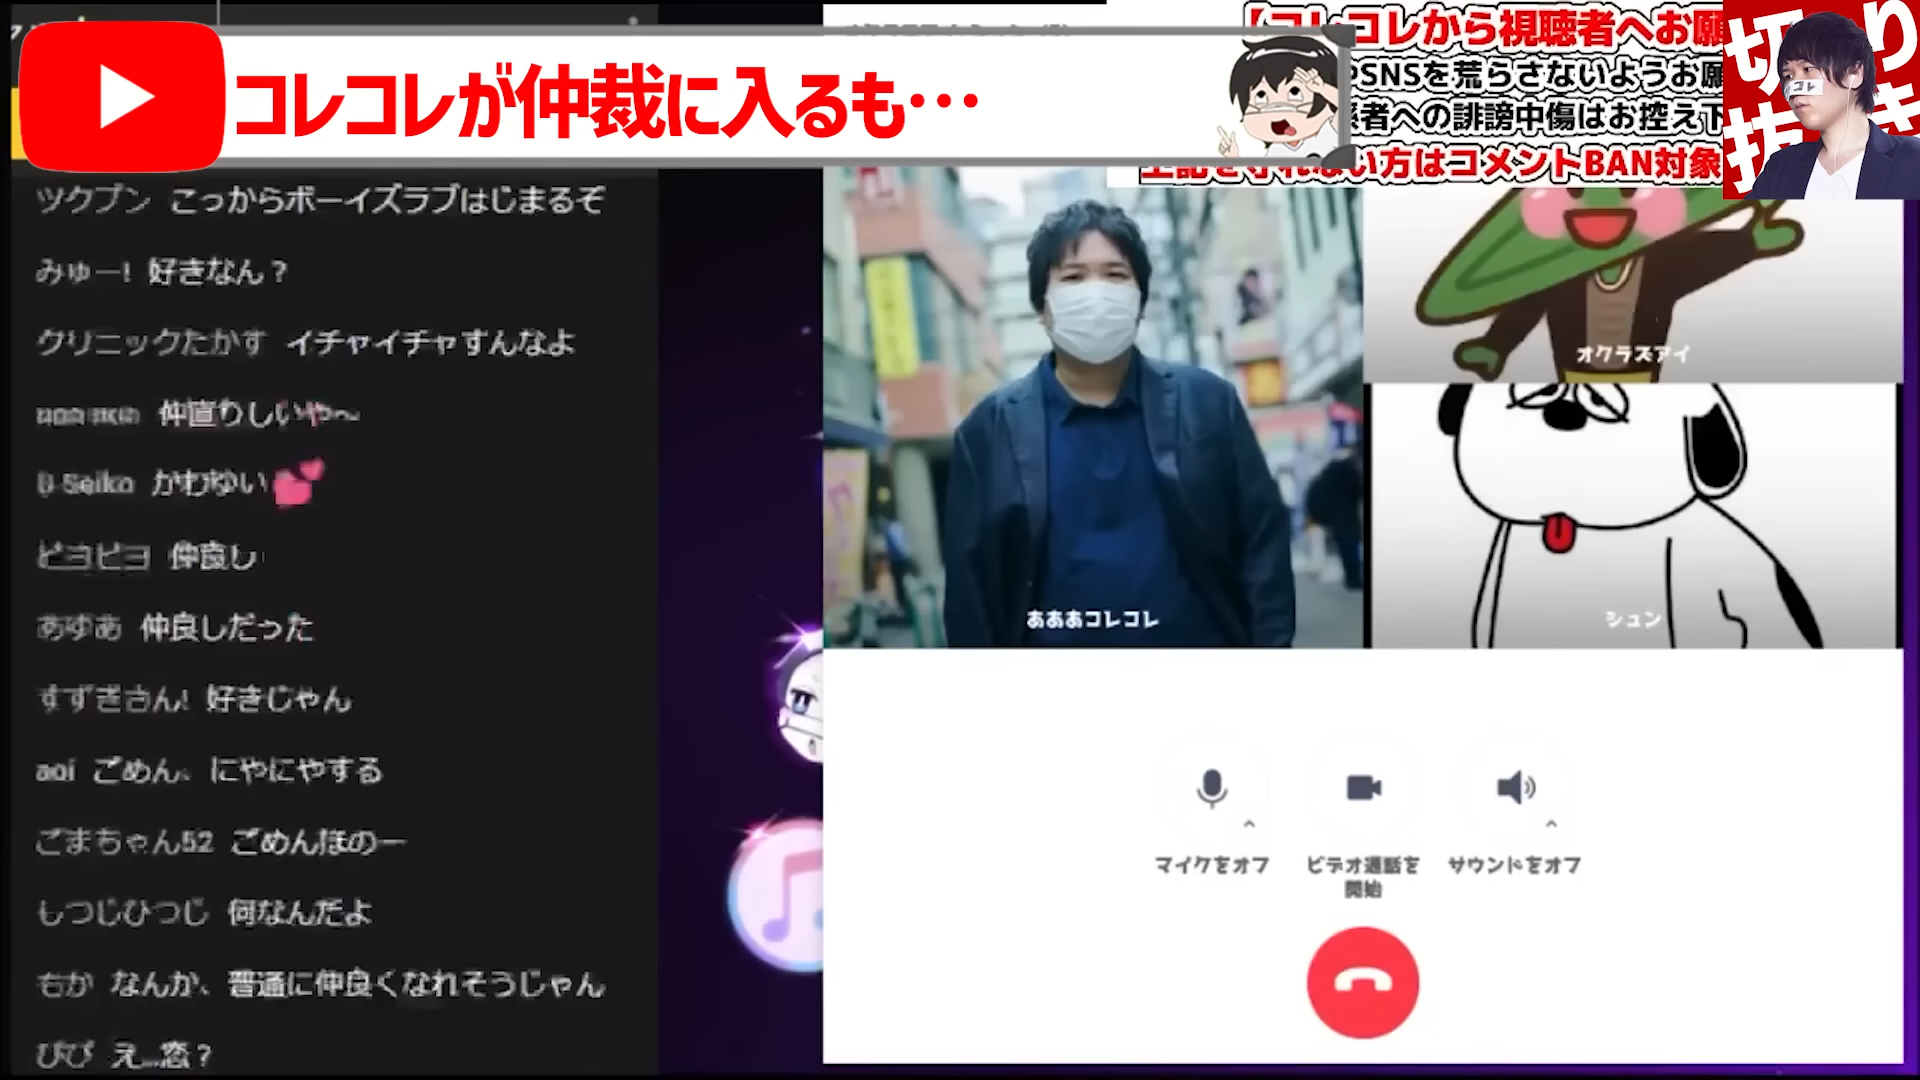 コレコレが仲裁に入るも…
【コレコレから視聴者へお願
SNSを荒らさないようお願
者への誹謗中傷はお控え下
い方はコメントBAN対象
切り抜き
コレ
ツクブン こっからボーイズラブはじまるぞ
みゅー! 好きなん?
クリニックたかす イチャイチャすんなよ
仲直りしいや〜
Seiko かわゆい💕
ピヨピヨ 仲良し
あゆあ 仲良しだった
すずきさん! 好きじゃん
aoi ごめん、にやにやする
ごまちゃん52 ごめんほのー
もつじひつじ 何なんだよ
もか なんか、普通に仲良くなれそうじゃん
ぴぴ え...恋?
オクラズアイ
あああコレコレ
シュン
マイクをオフ
ビデオ通話を
開始
サウンドをオフ